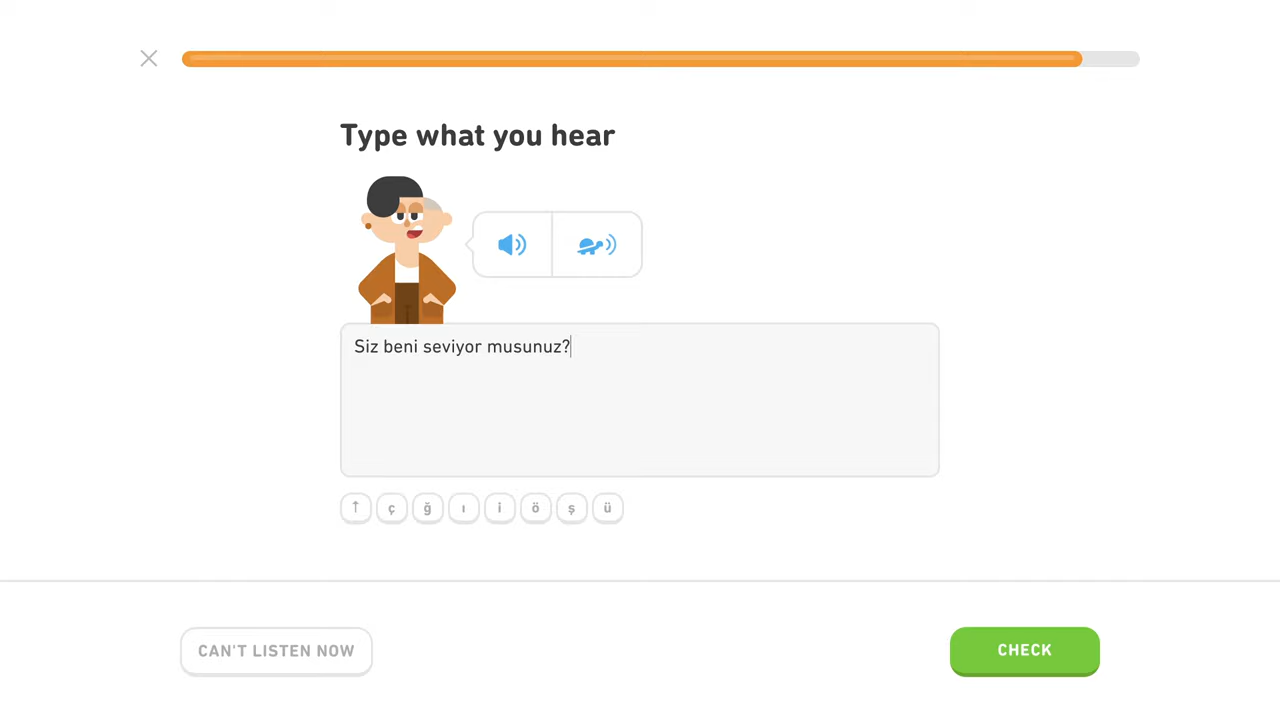 Type what you hear
Siz beni seviyor musunuz?
↑ ç ğ ı i ö ş ü
CAN'T LISTEN NOW
CHECK